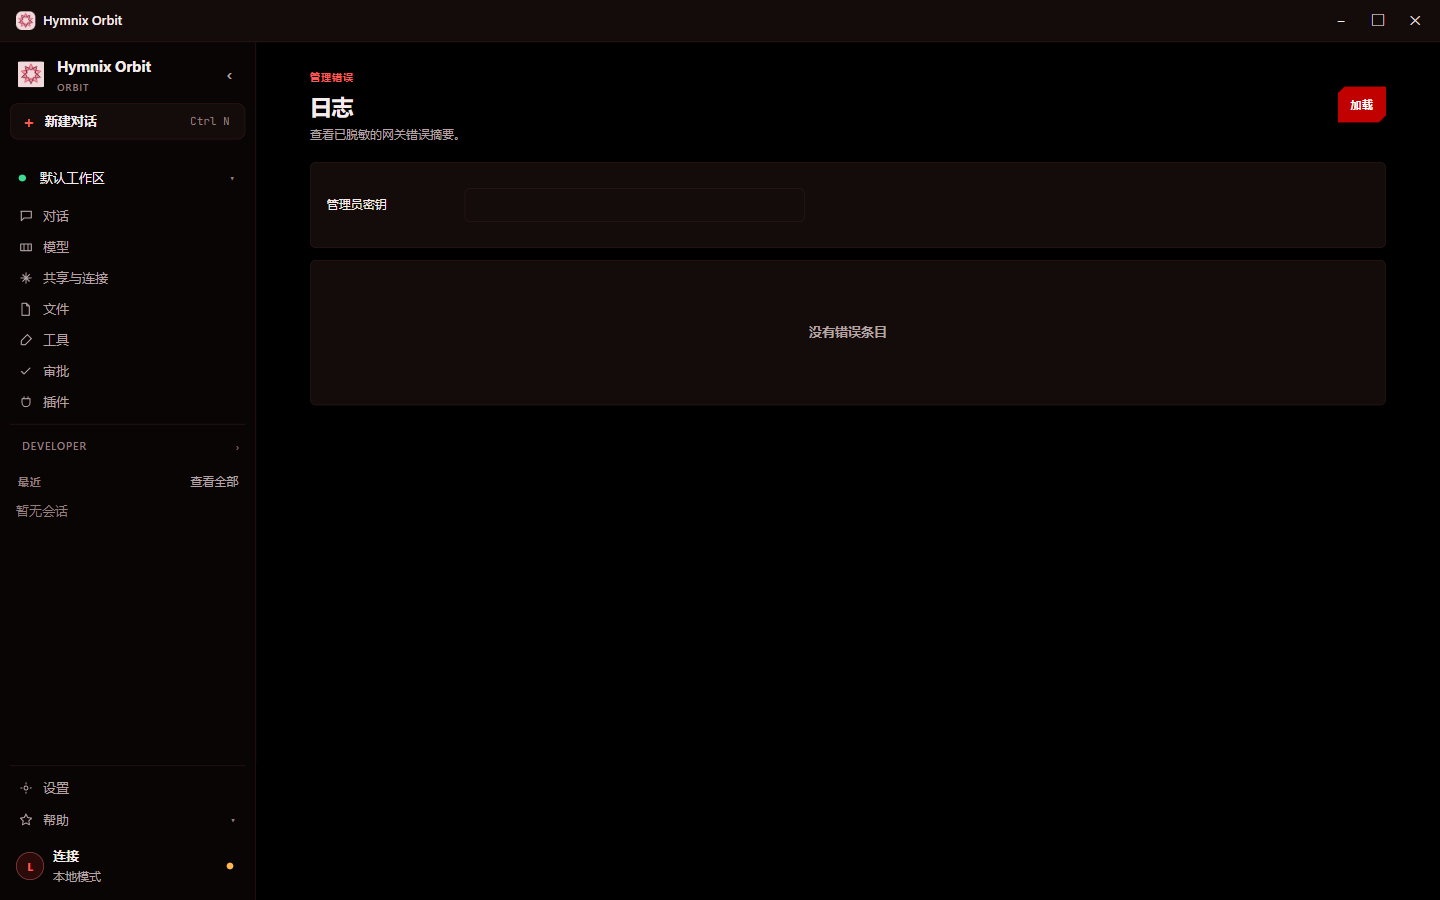 Hymnix Orbit
Hymnix Orbit
ORBIT
新建对话
Ctrl N
默认工作区
对话
模型
共享与连接
文件
工具
审批
插件
DEVELOPER
最近
查看全部
暂无会话
设置
帮助
L
连接
本地模式
管理错误
日志
查看已脱敏的网关错误摘要。
加载
管理员密钥
没有错误条目